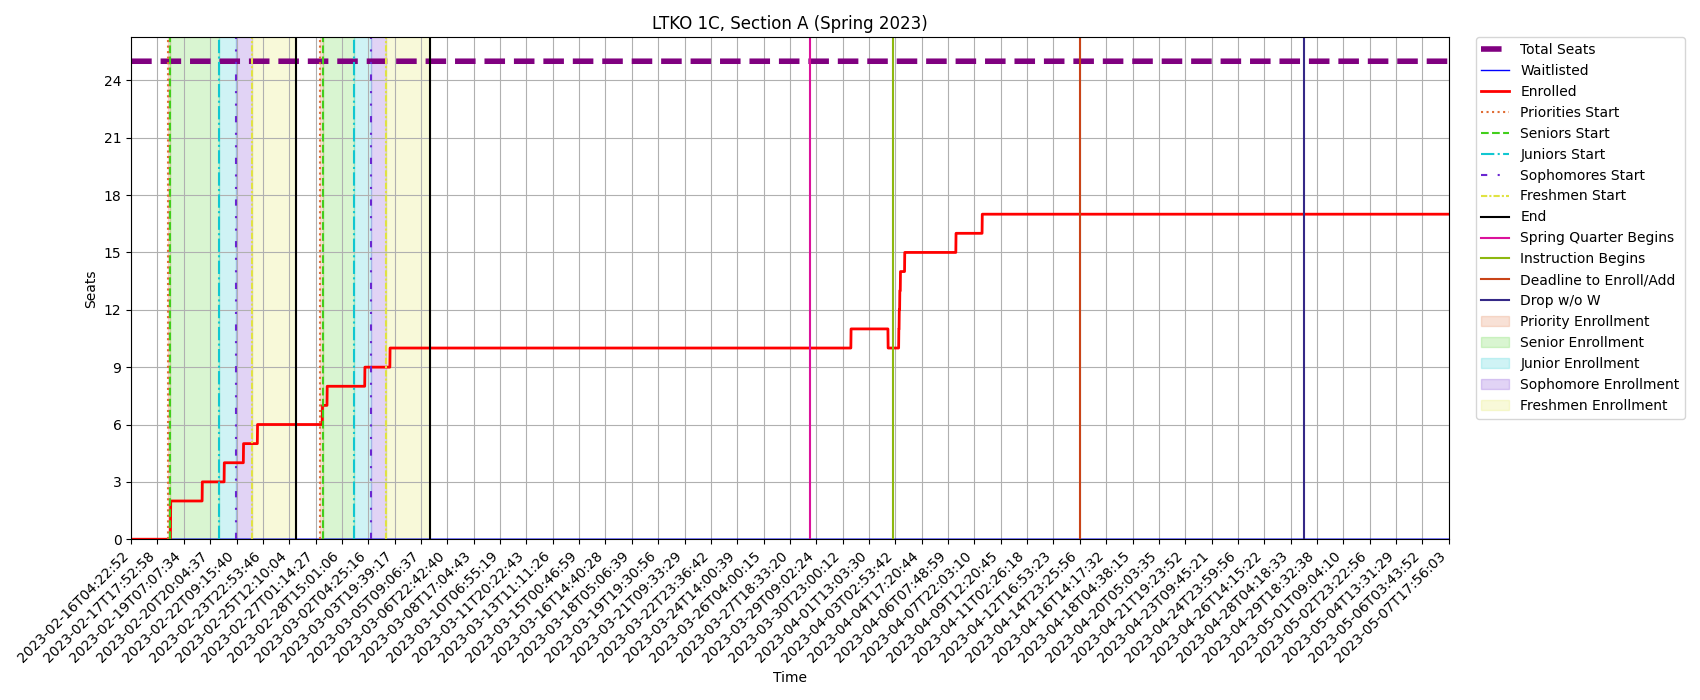 LTKO 1C, Section A (Spring 2023)
Seats
24
21
18
15
12
9
6
3
0
2023-02-16T04:22:52
2023-02-17T17:52:58
2023-02-19T07:07:34
2023-02-20T20:04:37
2023-02-22T09:15:40
2023-02-23T22:53:46
2023-02-25T12:10:04
2023-02-27T01:14:27
2023-02-28T15:01:06
2023-03-02T04:25:16
2023-03-03T19:39:17
2023-03-05T09:06:37
2023-03-06T22:42:40
2023-03-08T17:04:43
2023-03-10T06:55:19
2023-03-11T20:22:43
2023-03-13T11:11:26
2023-03-15T00:46:59
2023-03-16T14:40:28
2023-03-18T05:06:39
2023-03-19T19:30:56
2023-03-21T09:33:29
2023-03-22T23:36:42
2023-03-24T14:00:39
2023-03-26T04:00:15
2023-03-27T18:33:20
2023-03-29T09:02:24
2023-03-30T23:00:12
2023-04-01T13:03:30
2023-04-03T02:53:42
2023-04-04T17:20:44
2023-04-06T07:48:59
2023-04-07T22:03:10
2023-04-09T12:20:45
2023-04-11T02:26:18
2023-04-12T16:53:23
2023-04-14T23:25:56
2023-04-16T14:17:32
2023-04-18T04:38:15
2023-04-20T05:03:35
2023-04-21T19:23:52
2023-04-23T09:45:21
2023-04-24T23:59:56
2023-04-26T14:15:22
2023-04-28T04:18:33
2023-04-29T18:32:38
2023-05-01T09:04:10
2023-05-02T23:22:56
2023-05-04T13:31:29
2023-05-06T03:43:52
2023-05-07T17:56:03
Time
Total Seats
Waitlisted
Enrolled
Priorities Start
Seniors Start
Juniors Start
Sophomores Start
Freshmen Start
End
Spring Quarter Begins
Instruction Begins
Deadline to Enroll/Add
Drop w/o W
Priority Enrollment
Senior Enrollment
Junior Enrollment
Sophomore Enrollment
Freshmen Enrollment